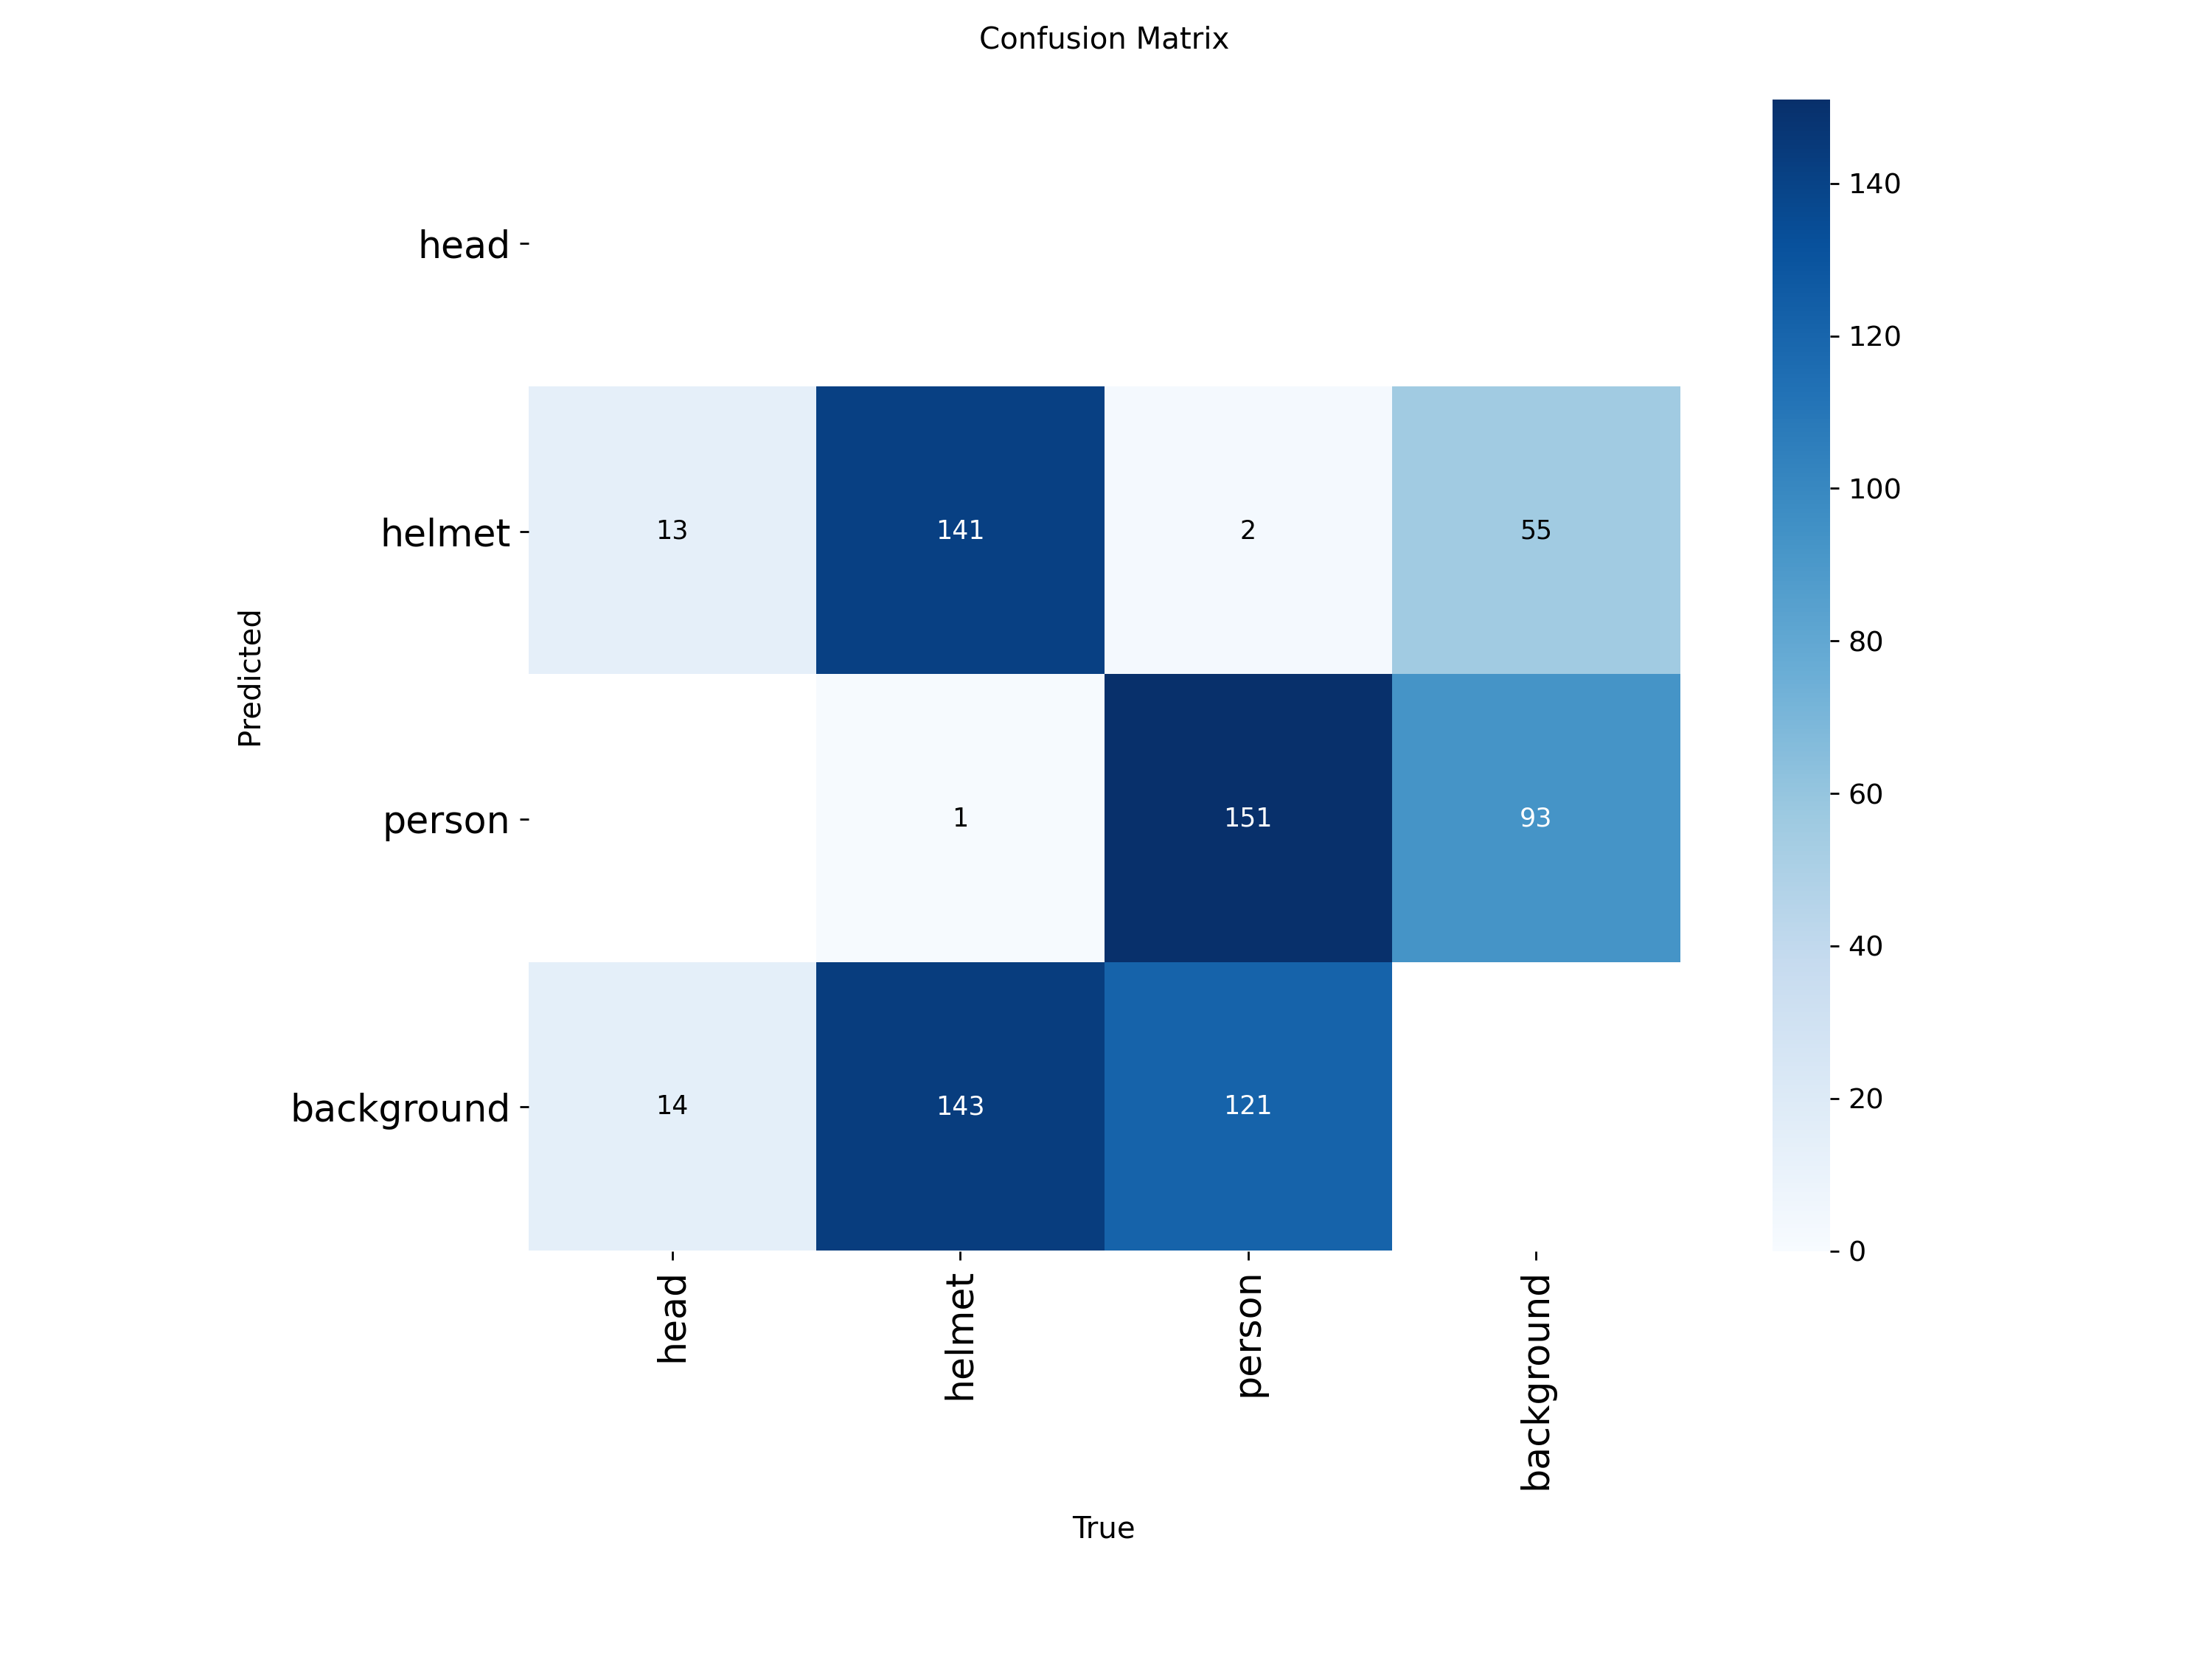 Confusion Matrix
head
helmet
person
background
Predicted
13 141 2 55
1 151 93
14 143 121
head helmet person background
True
140
120
100
80
60
40
20
0